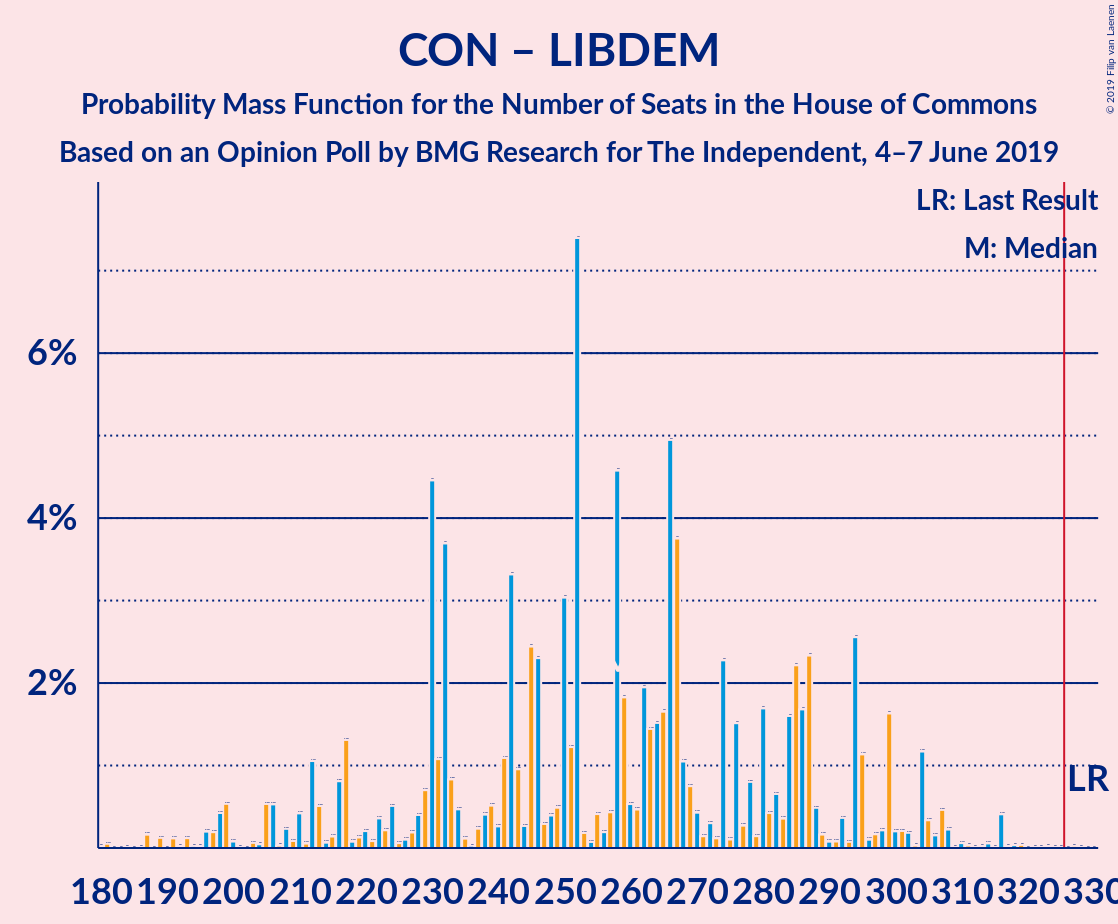 CON – LIBDEM
Probability Mass Function for the Number of Seats in the House of Commons
Based on an Opinion Poll by BMG Research for The Independent, 4–7 June 2019
© 2019 Filip van Laenen
LR: Last Result
M: Median
6%
4%
2%
LR
180 190 200 210 220 230 240 250 260 270 280 290 300 310 320 330